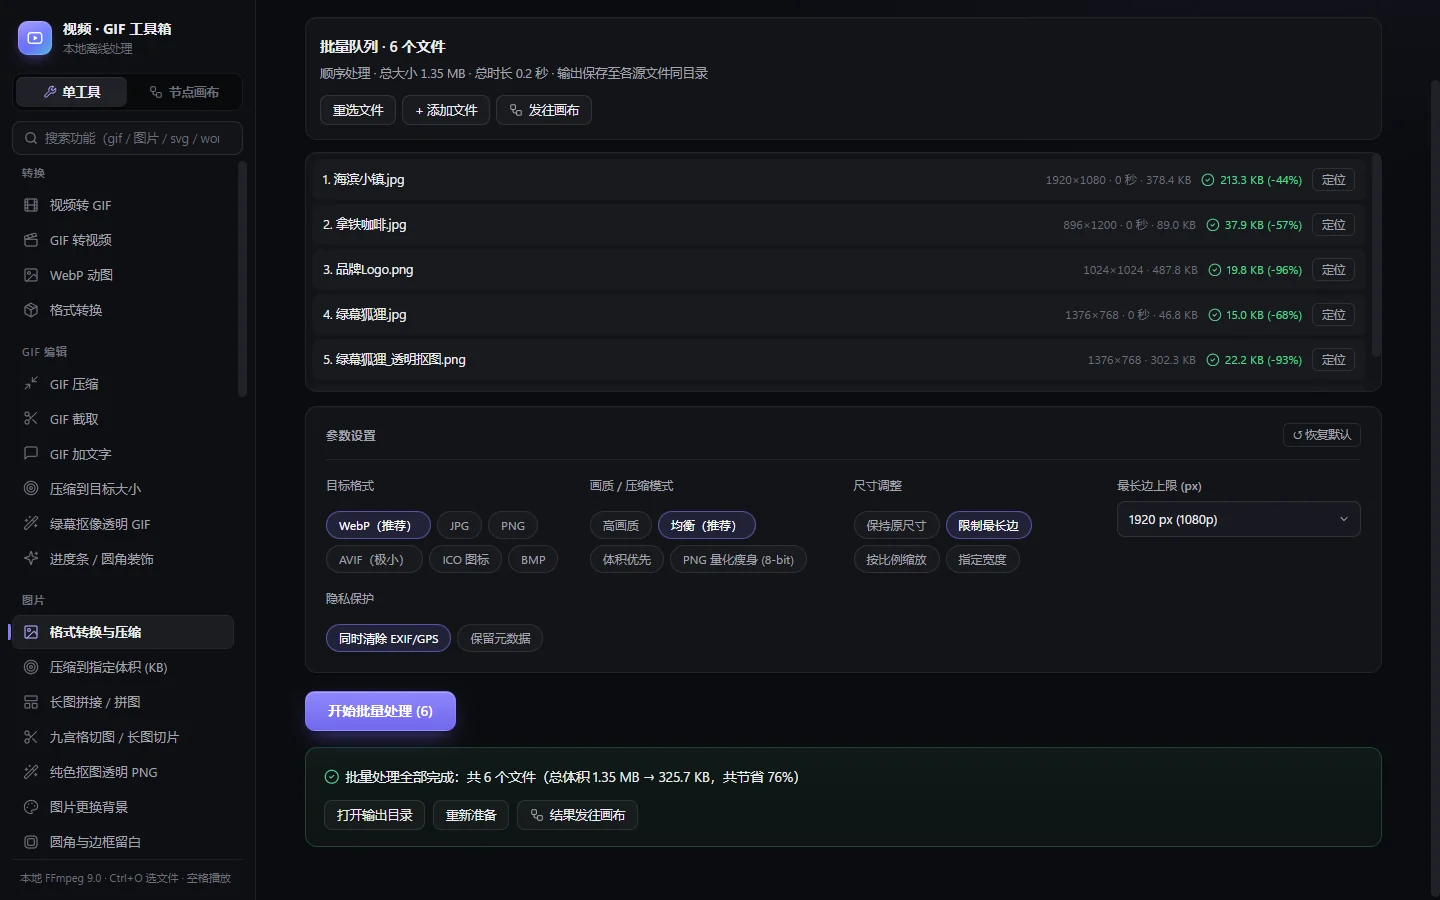 视频 · GIF 工具箱
本地离线处理
单工具
节点画布
搜索功能（gif / 图片 / svg / wor
转换
视频转 GIF
GIF 转视频
WebP 动图
格式转换
GIF 编辑
GIF 压缩
GIF 截取
GIF 加文字
压缩到目标大小
绿幕抠像透明 GIF
进度条 / 圆角装饰
图片
格式转换与压缩
压缩到指定体积 (KB)
长图拼接 / 拼图
九宫格切图 / 长图切片
纯色抠图透明 PNG
图片更换背景
圆角与边框留白
本地 FFmpeg 9.0 · Ctrl+O 选文件 · 空格播放
批量队列 · 6 个文件
顺序处理 · 总大小 1.35 MB · 总时长 0.2 秒 · 输出保存至各源文件同目录
重选文件
+ 添加文件
发往画布
1. 海滨小镇.jpg 1920×1080 · 0 秒 · 378.4 KB 213.3 KB (-44%) 定位
2. 拿铁咖啡.jpg 896×1200 · 0 秒 · 89.0 KB 37.9 KB (-57%) 定位
3. 品牌Logo.png 1024×1024 · 487.8 KB 19.8 KB (-96%) 定位
4. 绿幕狐狸.jpg 1376×768 · 0 秒 · 46.8 KB 15.0 KB (-68%) 定位
5. 绿幕狐狸_透明抠图.png 1376×768 · 302.3 KB 22.2 KB (-93%) 定位
参数设置
↺ 恢复默认
目标格式
WebP（推荐） JPG PNG
AVIF（极小） ICO 图标 BMP
画质 / 压缩模式
高画质 均衡（推荐）
体积优先 PNG 量化瘦身 (8-bit)
尺寸调整
保持原尺寸 限制最长边
按比例缩放 指定宽度
最长边上限 (px)
1920 px (1080p)
隐私保护
同时清除 EXIF/GPS 保留元数据
开始批量处理 (6)
批量处理全部完成：共 6 个文件（总体积 1.35 MB → 325.7 KB，共节省 76%）
打开输出目录
重新准备
结果发往画布